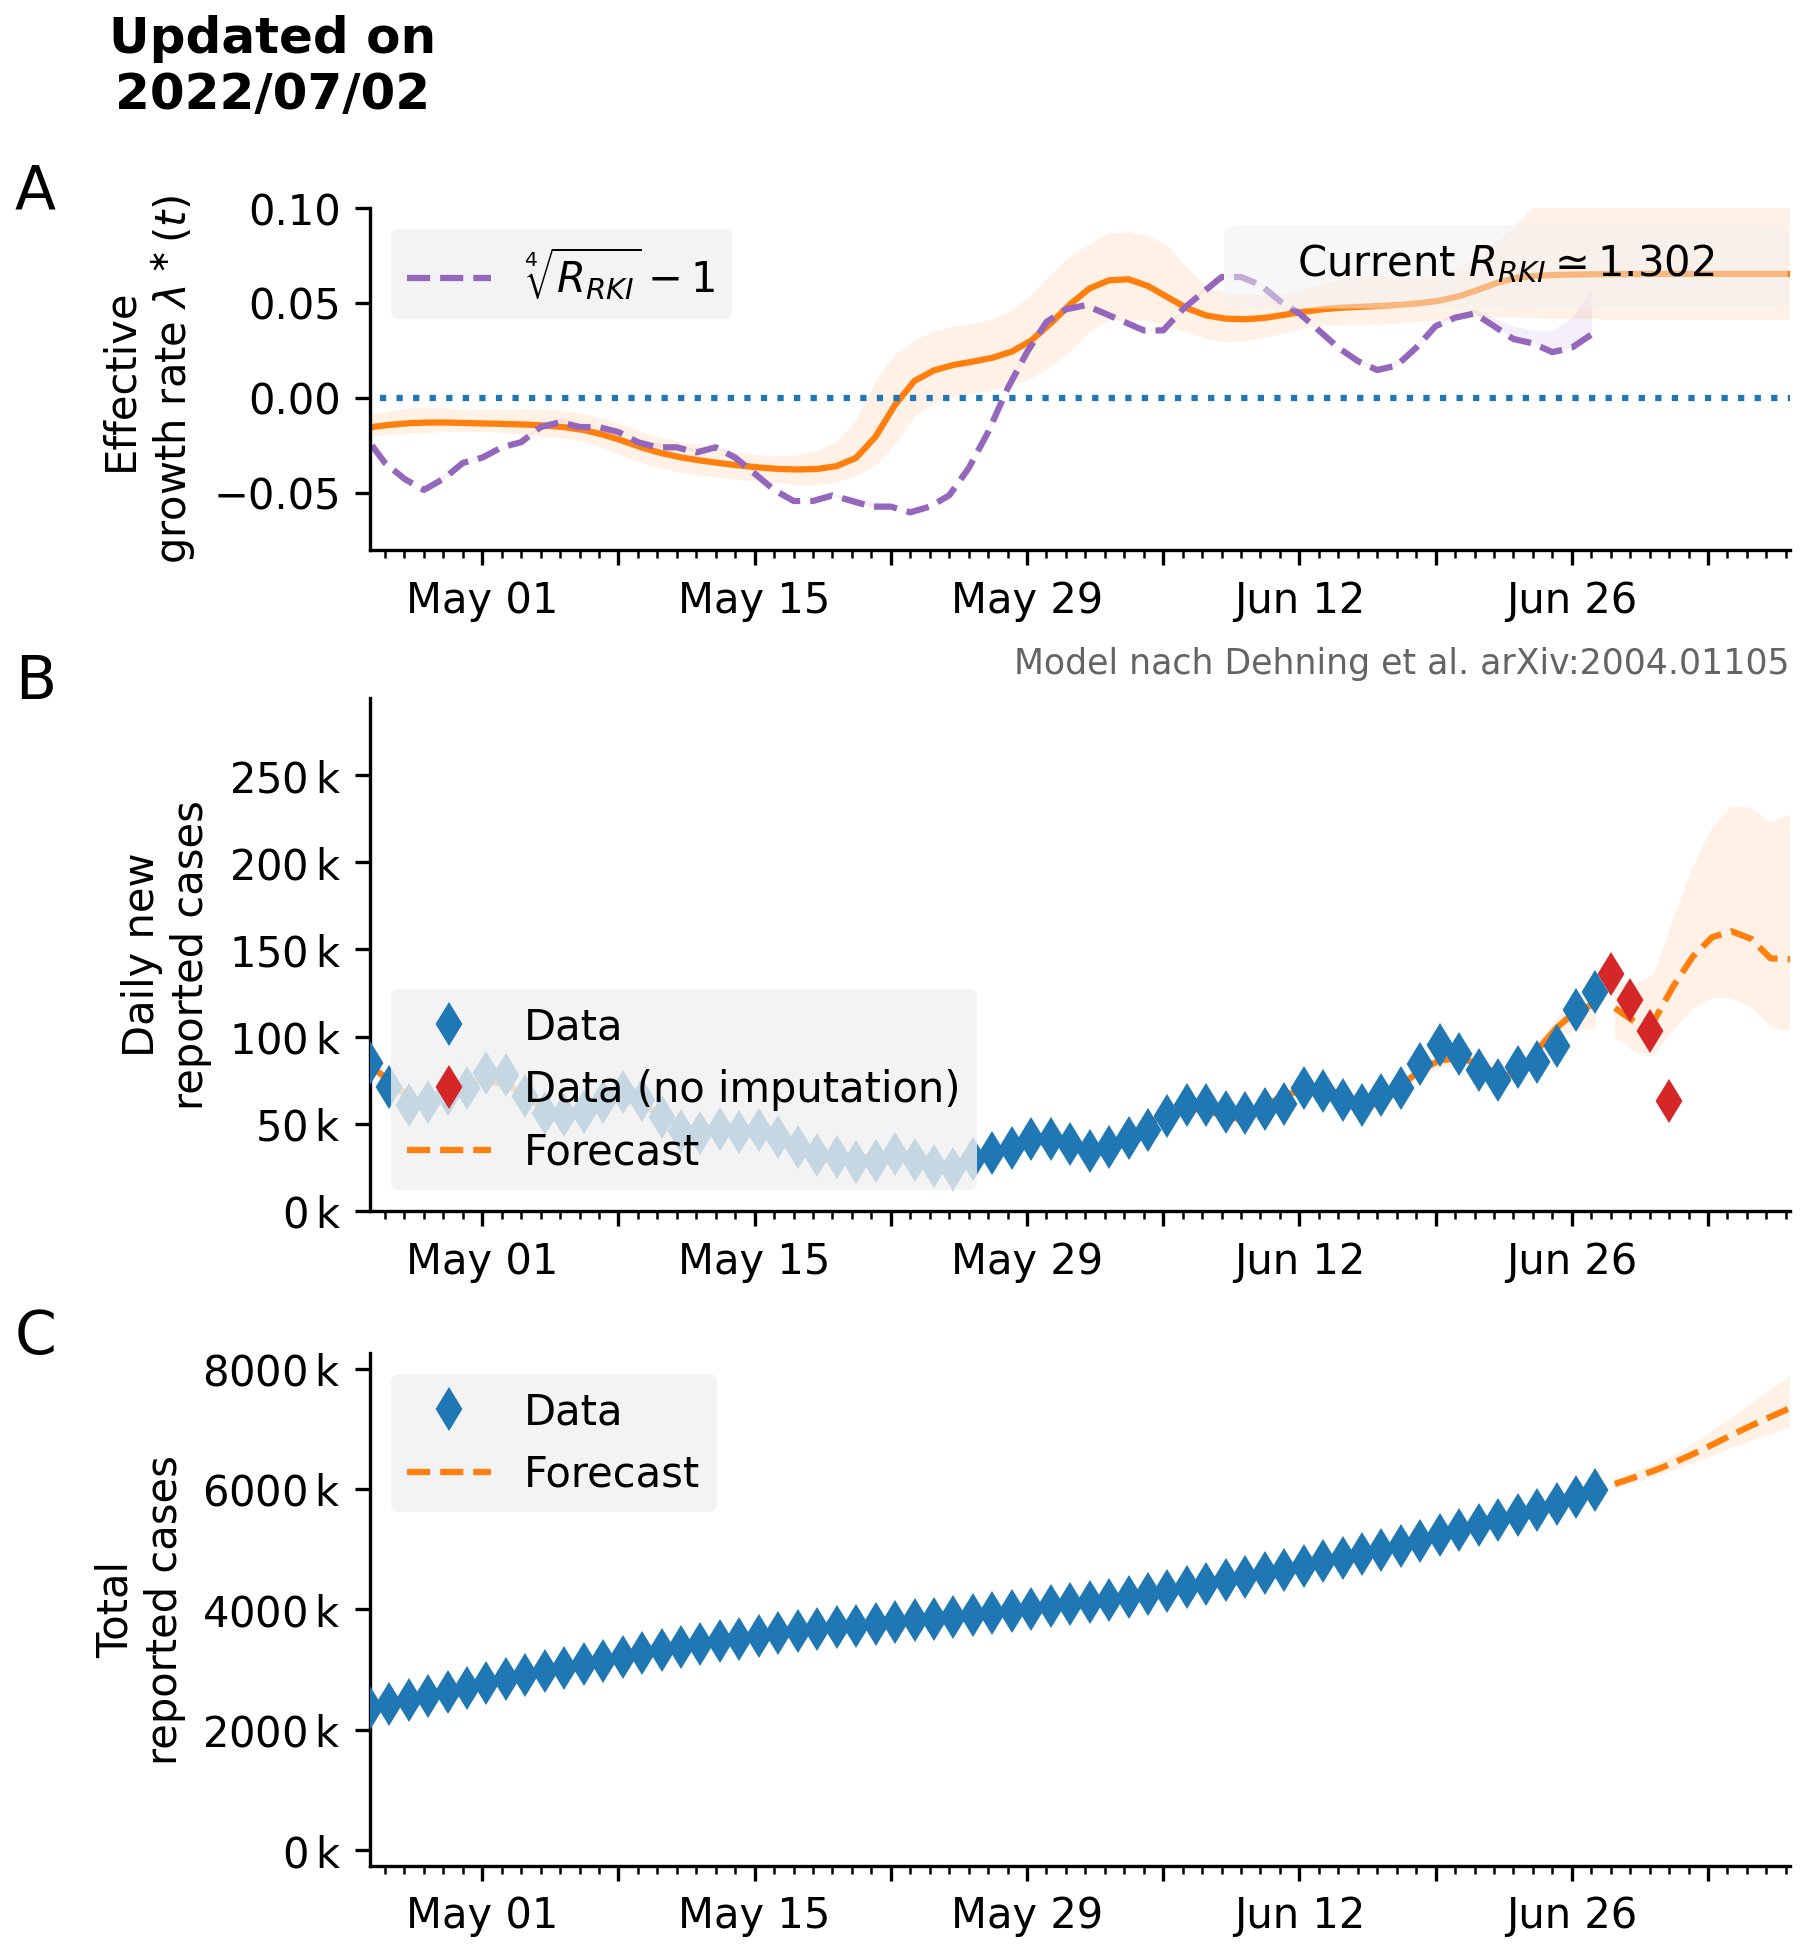 Updated on
2022/07/02
A
Effective
growth rate λ * (t)
0.10
0.05
0.00
−0.05
∜R_RKI − 1
Current R_RKI ≃ 1.302
May 01 May 15 May 29 Jun 12 Jun 26
Model nach Dehning et al. arXiv:2004.01105
B
Daily new
reported cases
250 k
200 k
150 k
100 k
50 k
0 k
Data
Data (no imputation)
Forecast
May 01 May 15 May 29 Jun 12 Jun 26
C
Total
reported cases
8000 k
6000 k
4000 k
2000 k
0 k
Data
Forecast
May 01 May 15 May 29 Jun 12 Jun 26